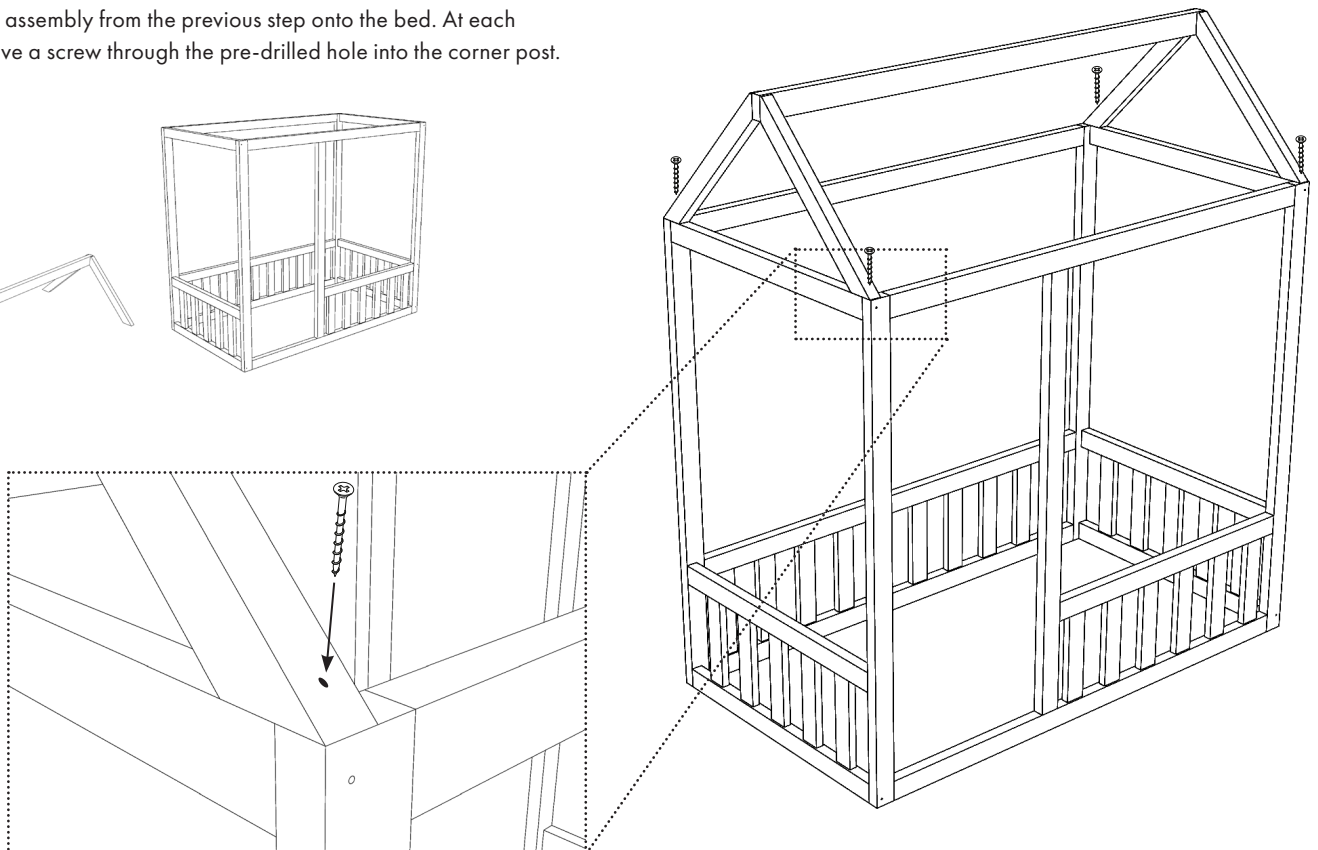 assembly from the previous step onto the bed. At each
ve a screw through the pre-drilled hole into the corner post.